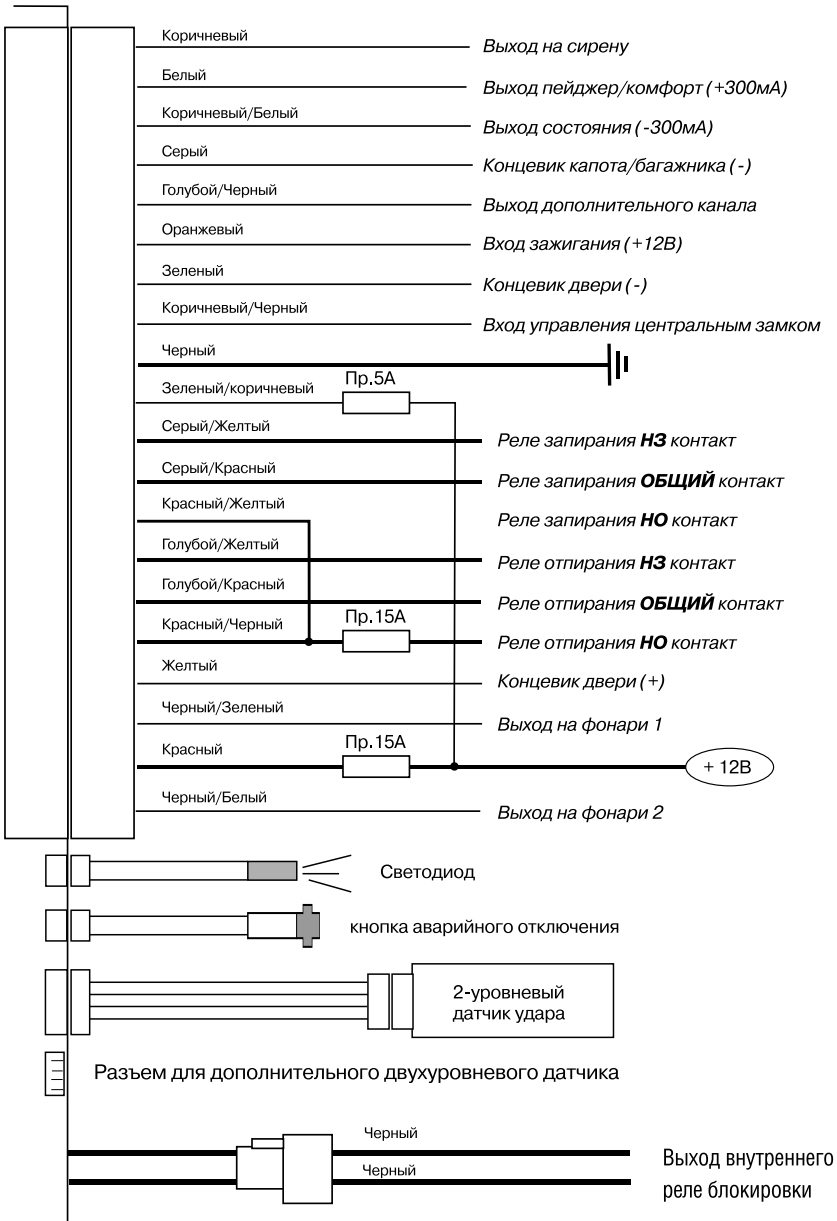 Коричневый
Выход на сирену
Белый
Выход пейджер/комфорт (+300мА)
Коричневый/Белый
Выход состояния (-300мА)
Серый
Концевик капота/багажника (-)
Голубой/Черный
Выход дополнительного канала
Оранжевый
Вход зажигания (+12В)
Зеленый
Концевик двери (-)
Коричневый/Черный
Вход управления центральным замком
Черный
Зеленый/коричневый
Пр.5А
Серый/Желтый
Реле запирания НЗ контакт
Серый/Красный
Реле запирания ОБЩИЙ контакт
Красный/Желтый
Реле запирания НО контакт
Голубой/Желтый
Реле отпирания НЗ контакт
Голубой/Красный
Реле отпирания ОБЩИЙ контакт
Красный/Черный
Пр.15А
Реле отпирания НО контакт
Желтый
Концевик двери (+)
Черный/Зеленый
Выход на фонари 1
Красный
Пр.15А
+ 12В
Черный/Белый
Выход на фонари 2
Светодиод
кнопка аварийного отключения
2-уровневый
датчик удара
Разъем для дополнительного двухуровневого датчика
Черный
Черный
Выход внутреннего
реле блокировки